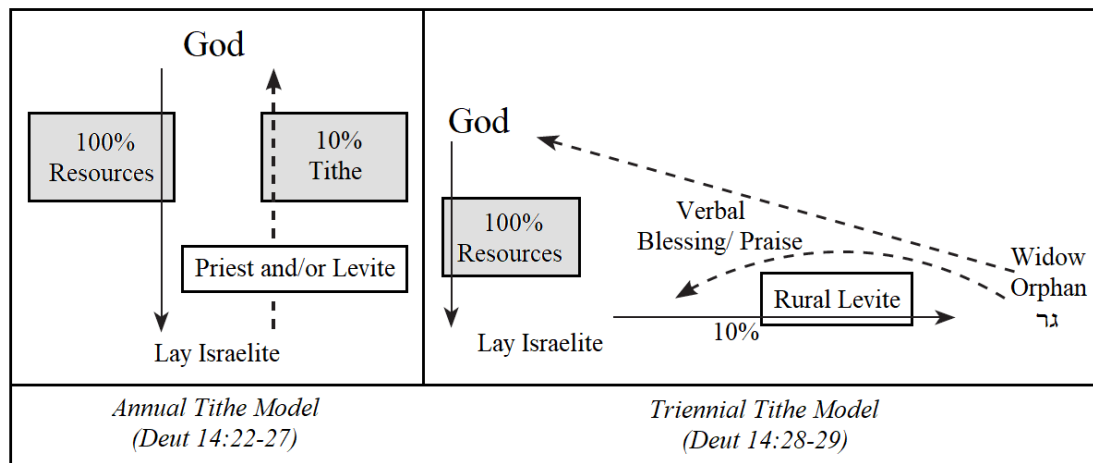 God
100%
Resources
10%
Tithe
Priest and/or Levite
Lay Israelite
Annual Tithe Model
(Deut 14:22-27)
God
100%
Resources
Verbal
Blessing/ Praise
Widow
Orphan
גר
Rural Levite
10%
Lay Israelite
Triennial Tithe Model
(Deut 14:28-29)